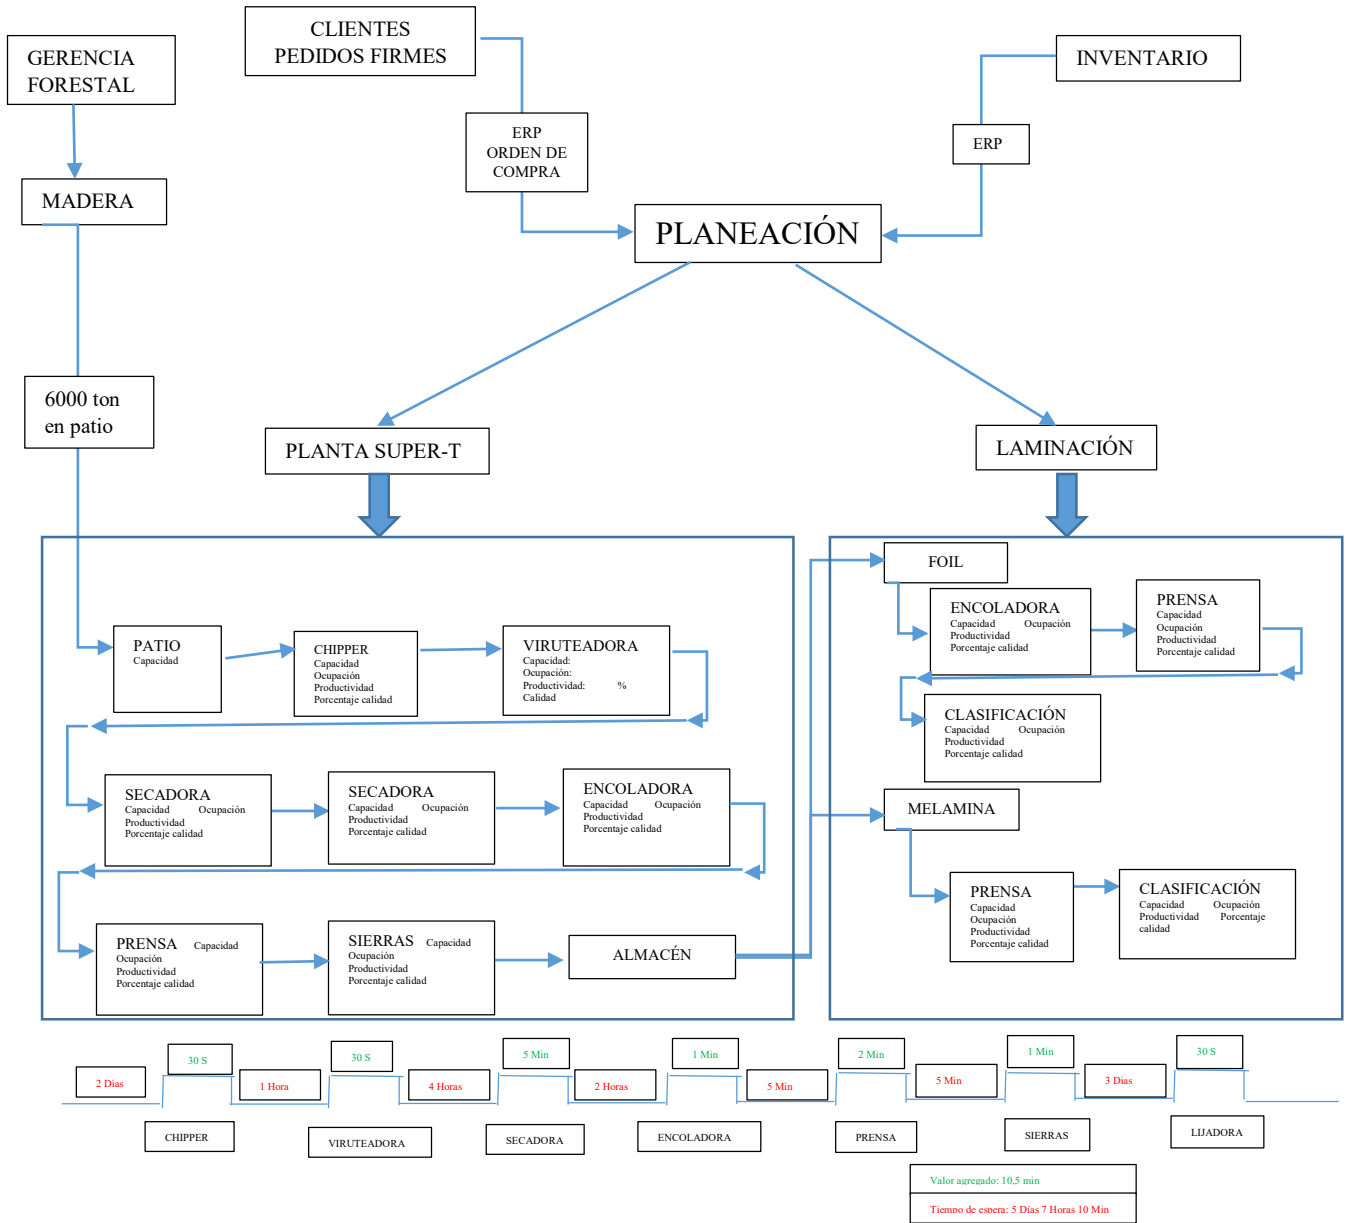 CLIENTES
PEDIDOS FIRMES
GERENCIA
FORESTAL
INVENTARIO
ERP
ORDEN DE
COMPRA
ERP
MADERA
PLANEACIÓN
6000 ton
en patio
PLANTA SUPER-T
LAMINACIÓN
PATIO
Capacidad
CHIPPER
Capacidad
Ocupación
Productividad
Porcentaje calidad
VIRUTEADORA
Capacidad:
Ocupación:
Productividad: %
Calidad
SECADORA
Capacidad Ocupación
Productividad
Porcentaje calidad
SECADORA
Capacidad Ocupación
Productividad
Porcentaje calidad
ENCOLADORA
Capacidad Ocupación
Productividad
Porcentaje calidad
PRENSA Capacidad
Ocupación
Productividad
Porcentaje calidad
SIERRAS Capacidad
Ocupación
Productividad
Porcentaje calidad
ALMACÉN
FOIL
ENCOLADORA
Capacidad Ocupación
Productividad
Porcentaje calidad
PRENSA
Capacidad
Ocupación
Productividad
Porcentaje calidad
CLASIFICACIÓN
Capacidad Ocupación
Productividad
Porcentaje calidad
MELAMINA
PRENSA
Capacidad
Ocupación
Productividad
Porcentaje calidad
CLASIFICACIÓN
Capacidad Ocupación
Productividad Porcentaje
calidad
2 Días
30 S
1 Hora
30 S
4 Horas
5 Min
2 Horas
1 Min
5 Min
2 Min
5 Min
1 Min
3 Dias
30 S
CHIPPER
VIRUTEADORA
SECADORA
ENCOLADORA
PRENSA
SIERRAS
LIJADORA
Valor agregado: 10,5 min
Tiempo de espera: 5 Días 7 Horas 10 Min